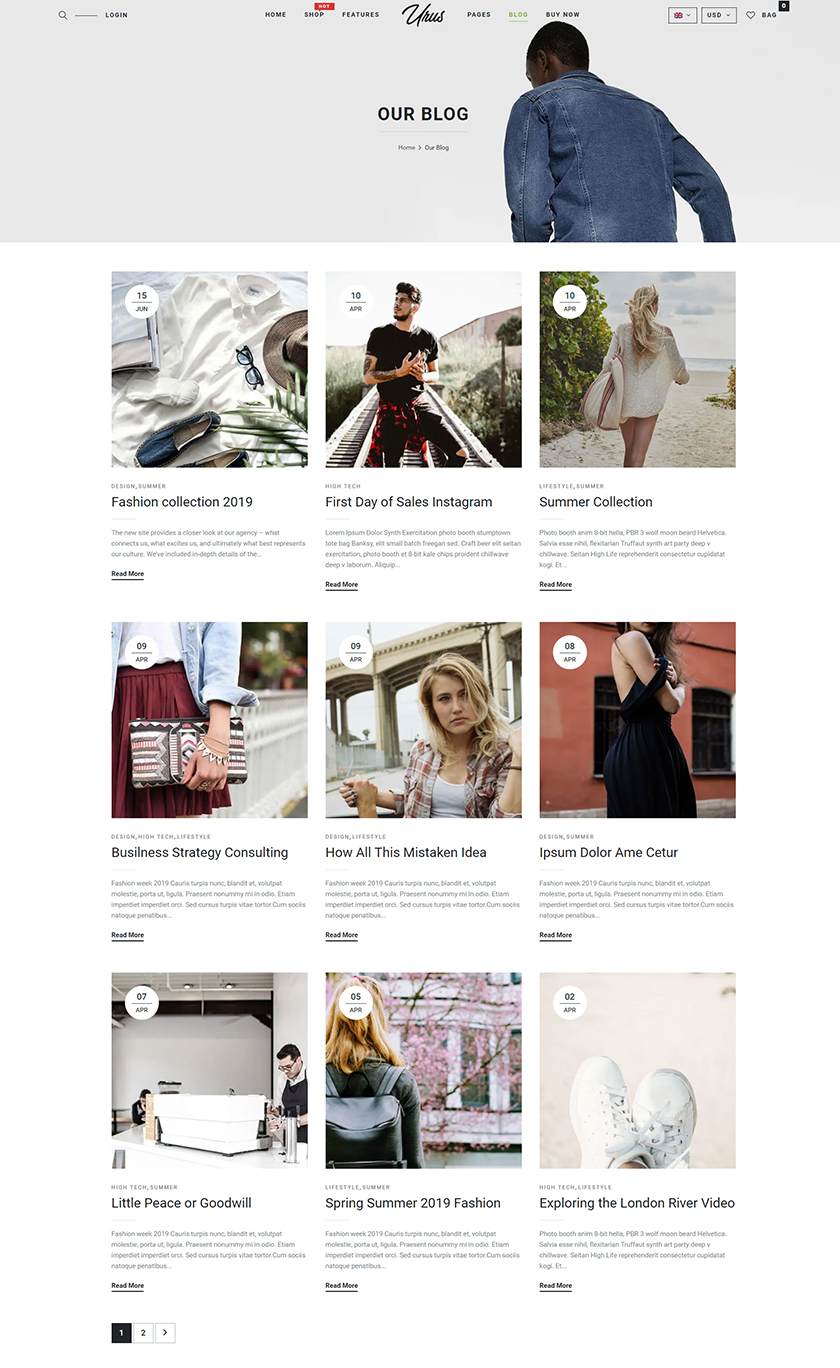 LOGIN
HOME
HOT
SHOP
FEATURES
Urus
PAGES
BLOG
BUY NOW
USD
BAG
0
OUR BLOG
Home > Our Blog
15
JUN
10
APR
10
APR
DESIGN,SUMMER
Fashion collection 2019
The new site provides a closer look at our agency – what
connects us, what excites us, and ultimately what best represents
our culture. We've included in-depth details of the...
Read More
HIGH TECH
First Day of Sales Instagram
Lorem Ipsum Dolor Synth Exercitation photo booth stumptown
tote bag Banksy, elit small batch freegan sed. Craft beer elit seitan
exercitation, photo booth et 8-bit kale chips proident chillwave
deep v laborum. Aliquip...
Read More
LIFESTYLE,SUMMER
Summer Collection
Photo booth anim 8-bit hella, PBR 3 wolf moon beard Helvetica.
Salvia esse nihil, flexitarian Truffaut synth art party deep v
chillwave. Seitan High Life reprehenderit consectetur cupidatat
kogi. Et...
Read More
09
APR
09
APR
08
APR
DESIGN,HIGH TECH,LIFESTYLE
Busilness Strategy Consulting
Fashion week 2019 Cauris turpis nunc, blandit et, volutpat
molestie, porta ut, ligula. Praesent nonummy mi in odio. Etiam
imperdiet imperdiet orci. Sed cursus turpis vitae tortor.Cum sociis
natoque penatibus...
Read More
DESIGN,LIFESTYLE
How All This Mistaken Idea
Fashion week 2019 Cauris turpis nunc, blandit et, volutpat
molestie, porta ut, ligula. Praesent nonummy mi in odio. Etiam
imperdiet imperdiet orci. Sed cursus turpis vitae tortor.Cum sociis
natoque penatibus...
Read More
DESIGN,SUMMER
Ipsum Dolor Ame Cetur
Fashion week 2019 Cauris turpis nunc, blandit et, volutpat
molestie, porta ut, ligula. Praesent nonummy mi in odio. Etiam
imperdiet imperdiet orci. Sed cursus turpis vitae tortor.Cum sociis
natoque penatibus...
Read More
07
APR
05
APR
02
APR
HIGH TECH,SUMMER
Little Peace or Goodwill
Fashion week 2019 Cauris turpis nunc, blandit et, volutpat
molestie, porta ut, ligula. Praesent nonummy mi in odio. Etiam
imperdiet imperdiet orci. Sed cursus turpis vitae tortor.Cum sociis
natoque penatibus...
Read More
LIFESTYLE,SUMMER
Spring Summer 2019 Fashion
Fashion week 2019 Cauris turpis nunc, blandit et, volutpat
molestie, porta ut, ligula. Praesent nonummy mi in odio. Etiam
imperdiet imperdiet orci. Sed cursus turpis vitae tortor.Cum sociis
natoque penatibus...
Read More
HIGH TECH,LIFESTYLE
Exploring the London River Video
Photo booth anim 8-bit hella, PBR 3 wolf moon beard Helvetica.
Salvia esse nihil, flexitarian Truffaut synth art party deep v
chillwave. Seitan High Life reprehenderit consectetur cupidatat
kogi. Et...
Read More
1
2